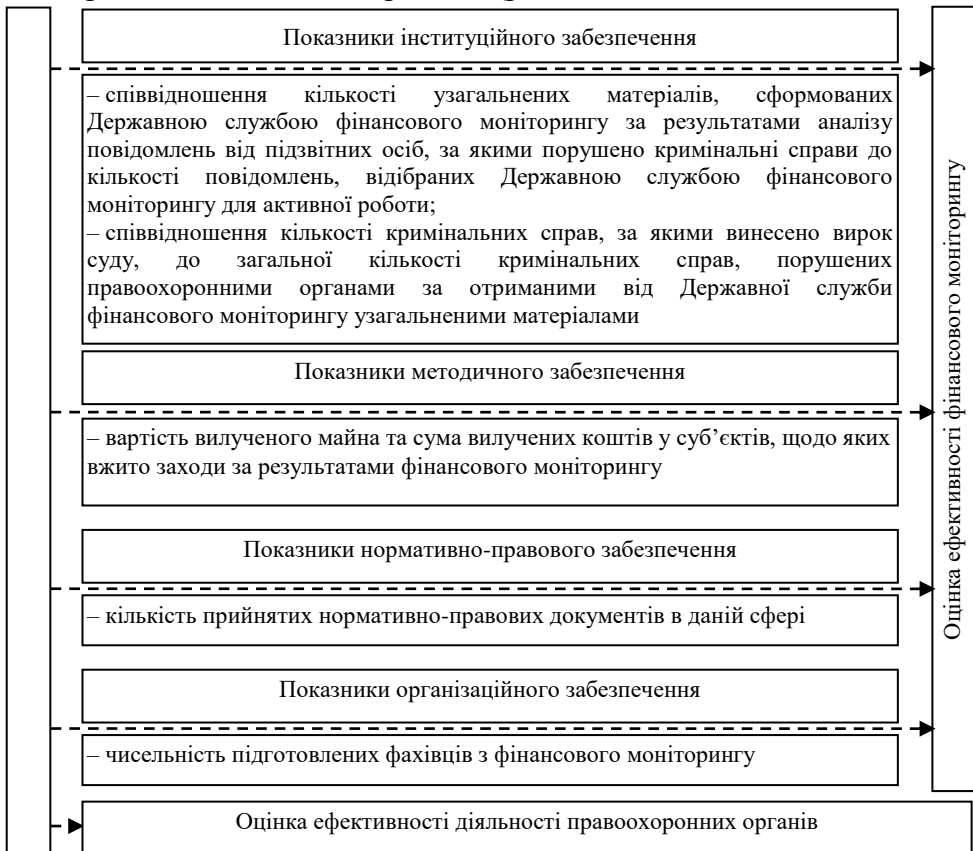 Показники інституційного забезпечення
– співвідношення кількості узагальнених матеріалів, сформованих
Державною службою фінансового моніторингу за результатами аналізу
повідомлень від підзвітних осіб, за якими порушено кримінальні справи до
кількості повідомлень, відібраних Державною службою фінансового
моніторингу для активної роботи;
– співвідношення кількості кримінальних справ, за якими винесено вирок
суду, до загальної кількості кримінальних справ, порушених
правоохоронними органами за отриманими від Державної служби
фінансового моніторингу узагальненими матеріалами
Показники методичного забезпечення
– вартість вилученого майна та сума вилучених коштів у суб’єктів, щодо яких
вжито заходи за результатами фінансового моніторингу
Показники нормативно-правового забезпечення
– кількість прийнятих нормативно-правових документів в даній сфері
Показники організаційного забезпечення
– чисельність підготовлених фахівців з фінансового моніторингу
Оцінка ефективності діяльності правоохоронних органів
Оцінка ефективності фінансового моніторингу